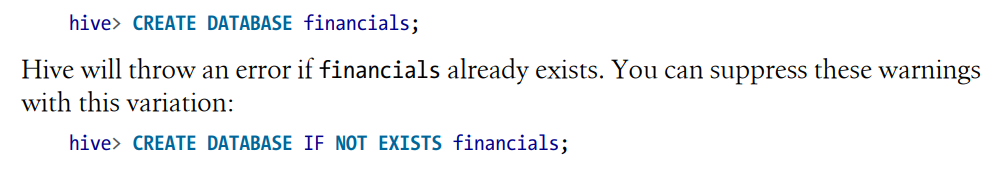 hive> CREATE DATABASE financials;
Hive will throw an error if financials already exists. You can suppress these warnings
with this variation:
hive> CREATE DATABASE IF NOT EXISTS financials;